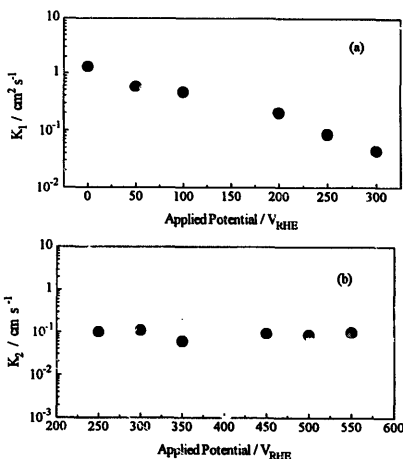 10
(a)
1
10⁻¹
10⁻²
K₁ / cm² s⁻¹
0 50 100 150 200 250 300
Applied Potential / V_RHE
10
(b)
1
10⁻¹
10⁻²
10⁻³
K₂ / cm s⁻¹
200 250 300 350 400 450 500 550 600
Applied Potential / V_RHE